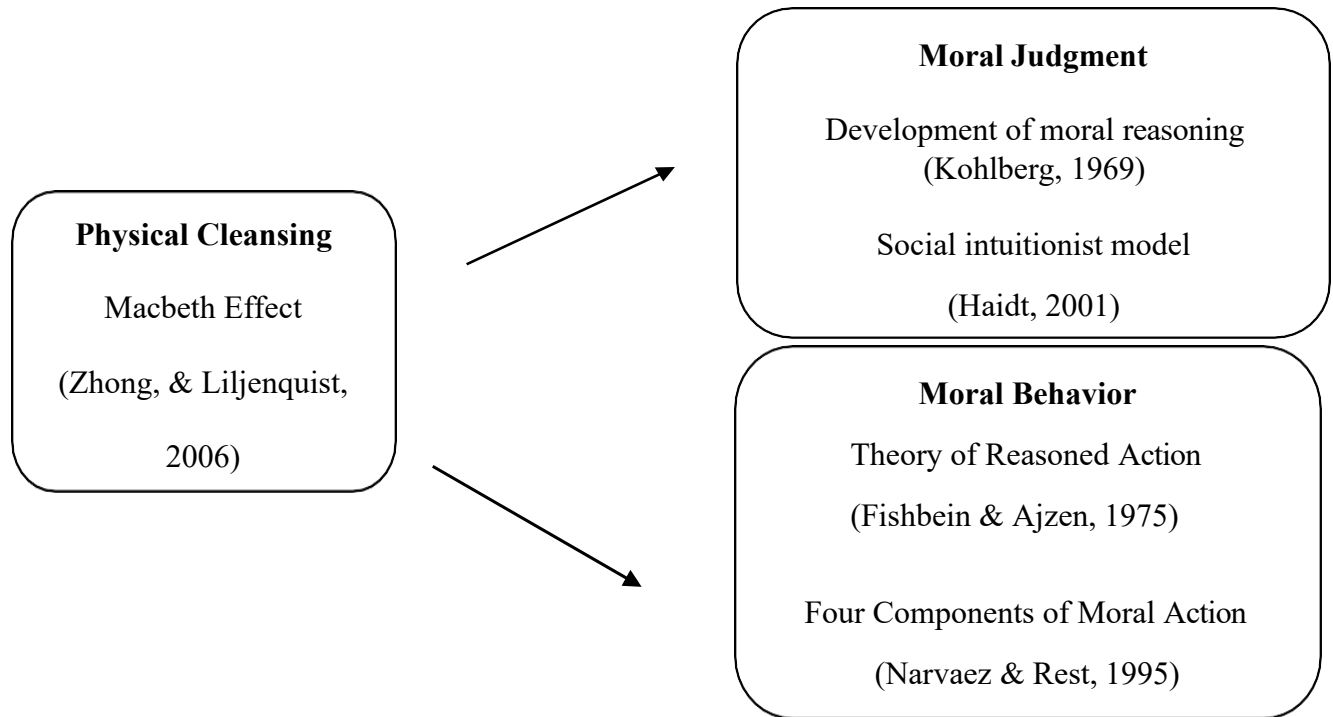 Physical Cleansing
Macbeth Effect
(Zhong, & Liljenquist,
2006)
Moral Judgment
Development of moral reasoning
(Kohlberg, 1969)
Social intuitionist model
(Haidt, 2001)
Moral Behavior
Theory of Reasoned Action
(Fishbein & Ajzen, 1975)
Four Components of Moral Action
(Narvaez & Rest, 1995)